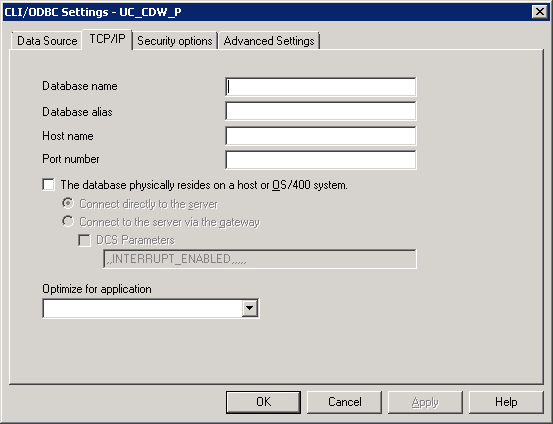 CLI/ODBC Settings - UC_CDW_P
Data Source TCP/IP Security options Advanced Settings
Database name
Database alias
Host name
Port number
The database physically resides on a host or OS/400 system.
Connect directly to the server
Connect to the server via the gateway
DCS Parameters
,,INTERRUPT_ENABLED,,,,,
Optimize for application
OK Cancel Apply Help